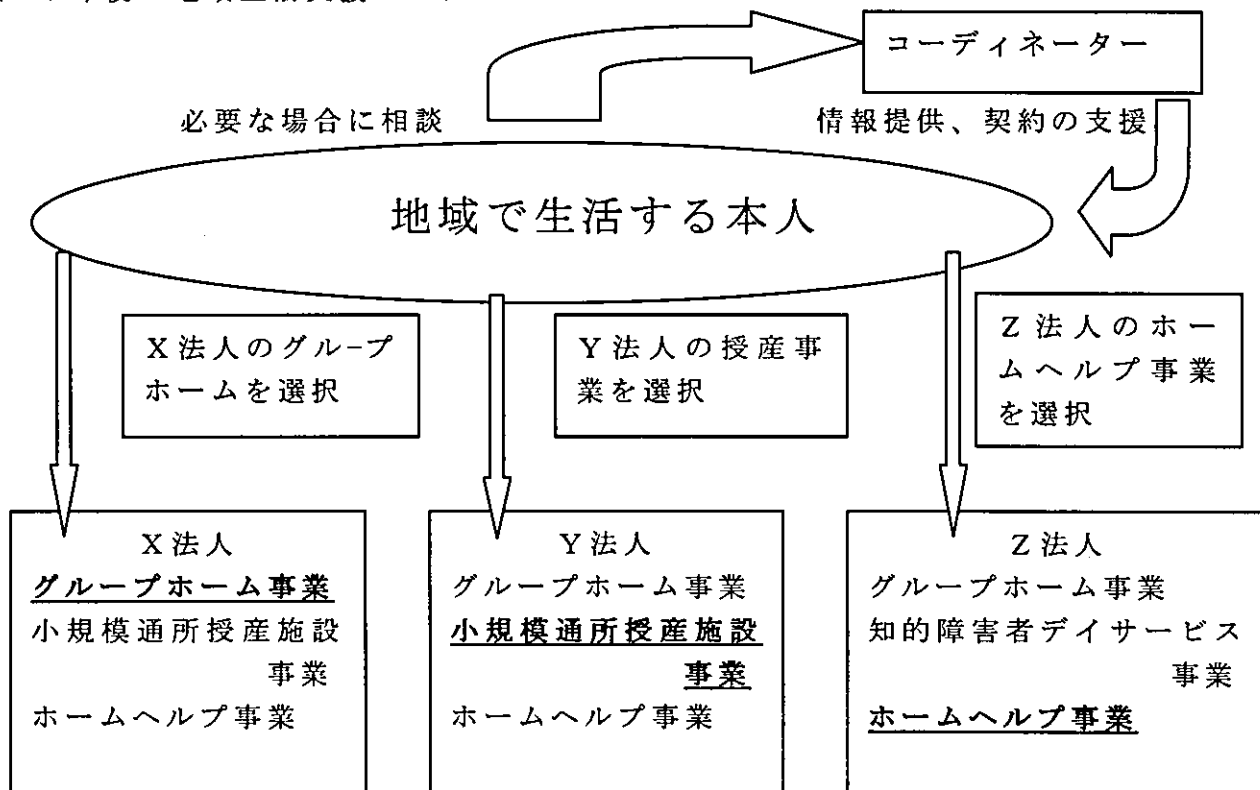 コーディネーター
必要な場合に相談
情報提供、契約の支援
地域で生活する本人
X法人のグループ
ホームを選択
Y法人の授産事
業を選択
Z法人のホー
ムヘルプ事業
を選択
X法人
グループホーム事業
小規模通所授産施設
事業
ホームヘルプ事業
Y法人
グループホーム事業
小規模通所授産施設
事業
ホームヘルプ事業
Z法人
グループホーム事業
知的障害者デイサービス
事業
ホームヘルプ事業